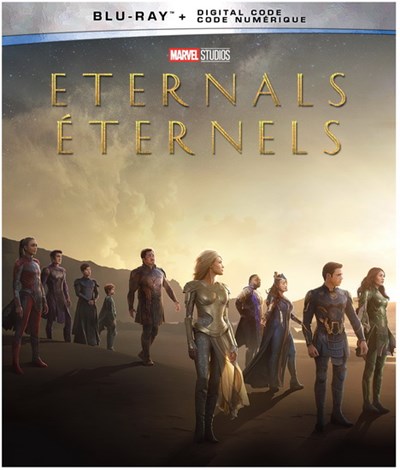 BLU-RAY™ + DIGITAL CODE
CODE NUMÉRIQUE
MARVEL STUDIOS
ETERNALS
ÉTERNELS